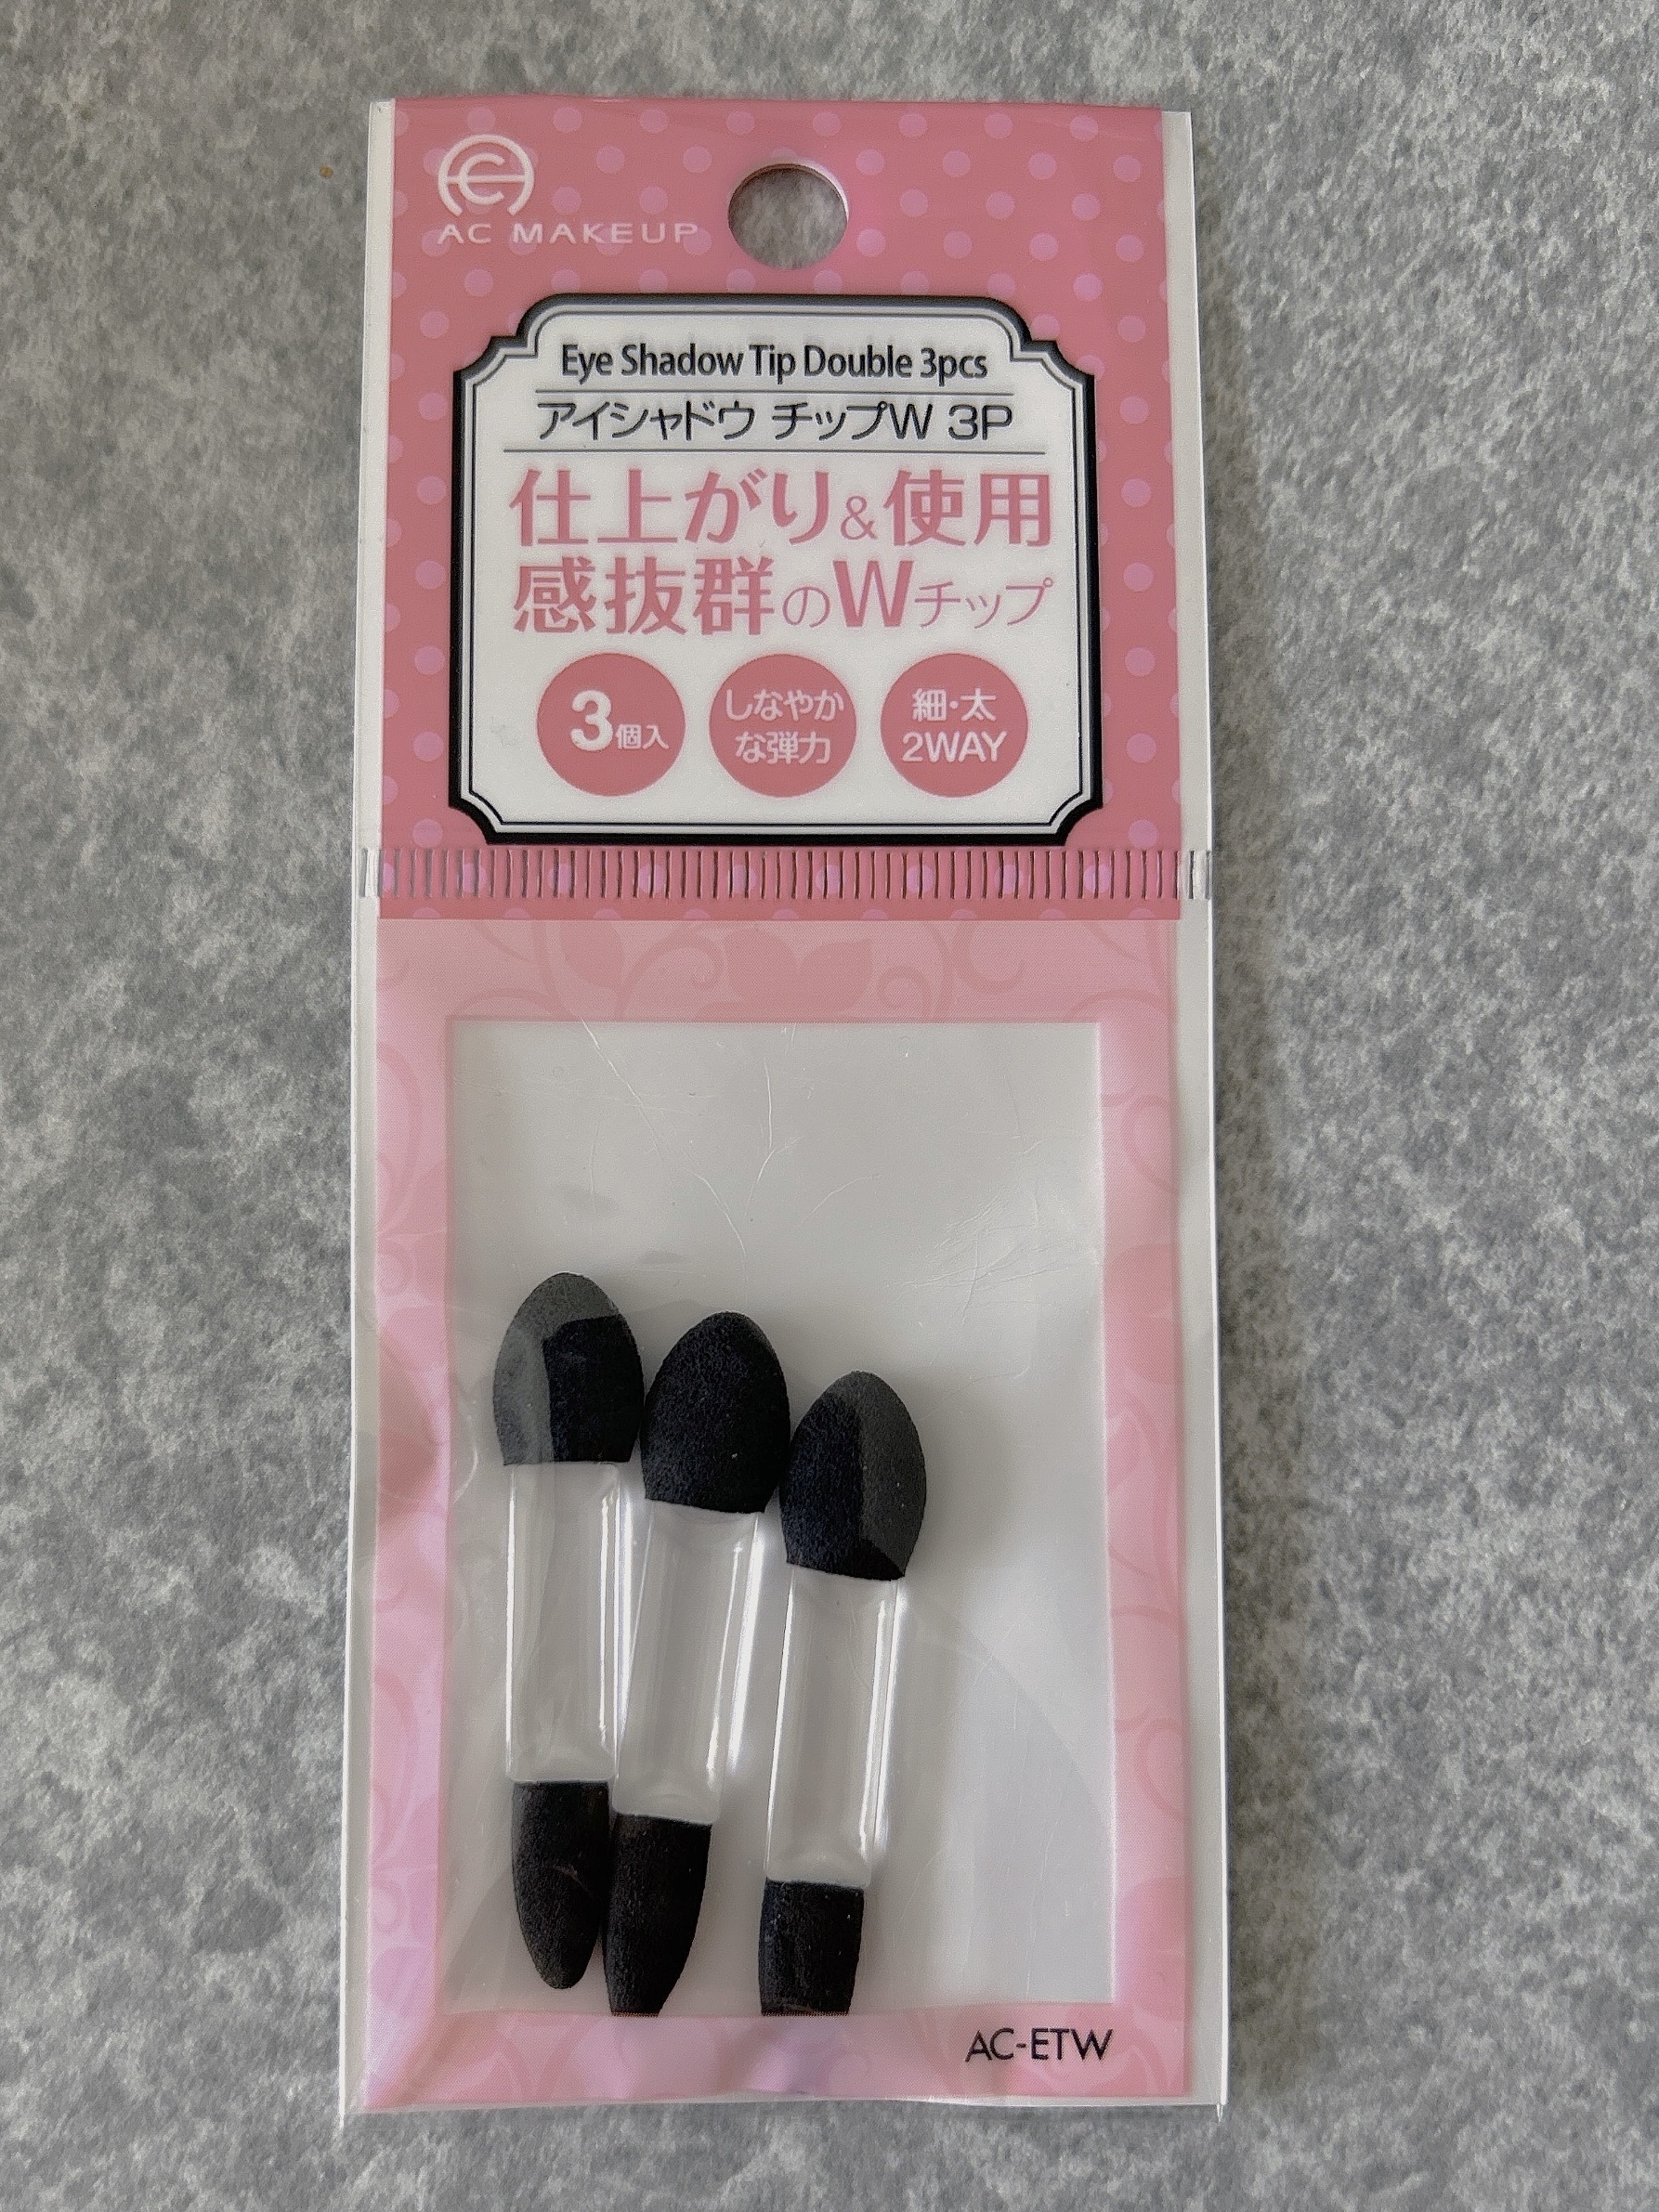 AC MAKEUP
Eye Shadow Tip Double 3pcs
アイシャドウ チップW 3P
仕上がり&使用
感抜群のWチップ
3個入
しなやか
な弾力
細・太
2WAY
AC-ETW